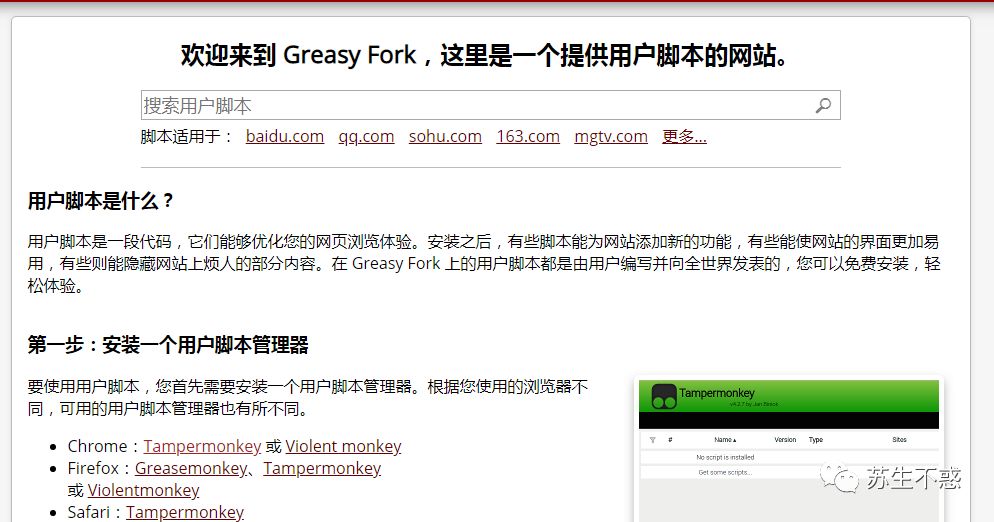 欢迎来到 Greasy Fork，这里是一个提供用户脚本的网站。
搜索用户脚本
脚本适用于： baidu.com qq.com sohu.com 163.com mgtv.com 更多...
用户脚本是什么？
用户脚本是一段代码，它们能够优化您的网页浏览体验。安装之后，有些脚本能为网站添加新的功能，有些能使网站的界面更加易
用，有些则能隐藏网站上烦人的部分内容。在 Greasy Fork 上的用户脚本都是由用户编写并向全世界发表的，您可以免费安装，轻
松体验。
第一步：安装一个用户脚本管理器
要使用用户脚本，您首先需要安装一个用户脚本管理器。根据您使用的浏览器不
同，可用的用户脚本管理器也有所不同。
Chrome：Tampermonkey 或 Violent monkey
Firefox：Greasemonkey、Tampermonkey
或 Violentmonkey
Safari：Tampermonkey
Tampermonkey
v4.2.7 by Jan Biniok
# Name Version Type Sites
No script is installed
Get some scripts...
苏生不惑